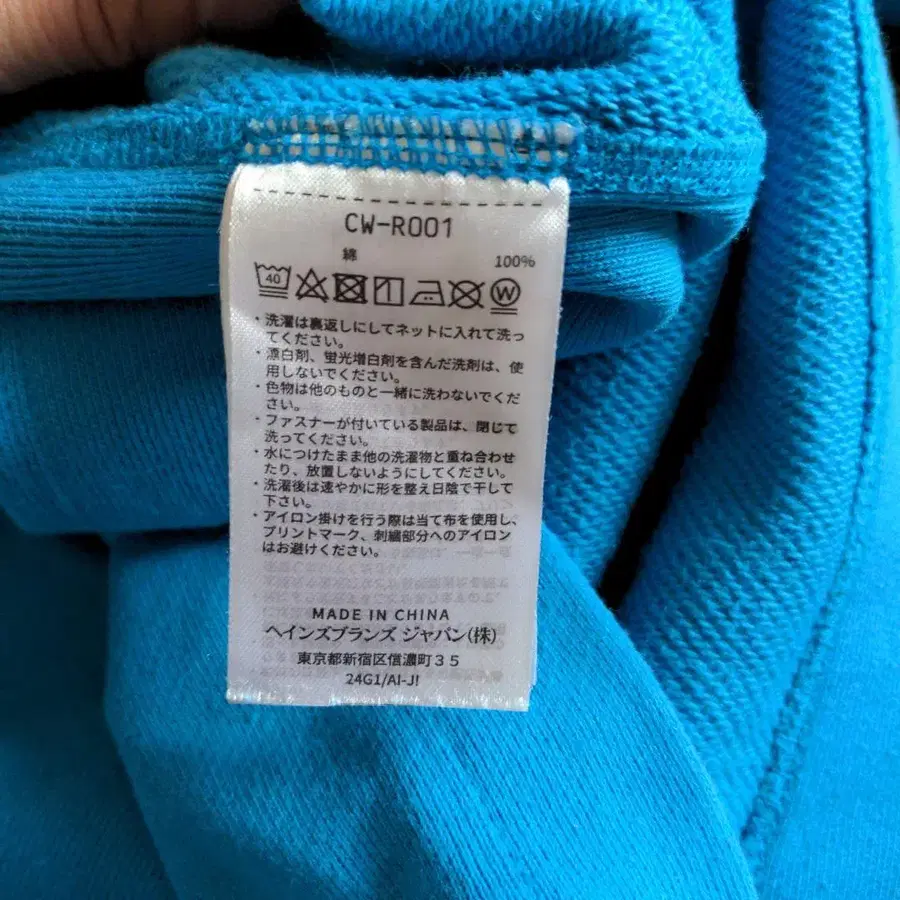 CW-R001
綿 100%
40 W
・洗濯は裏返しにしてネットに入れて洗っ
てください。
・漂白剤、蛍光増白剤を含んだ洗剤は、使
用しないでください。
・色物は他のものと一緒に洗わないでくだ
さい。
・ファスナーが付いている製品は、閉じて
洗ってください。
・水につけたまま他の洗濯物と重ね合わせ
たり、放置しないようにしてください。
・洗濯後は速やかに形を整え日陰で干して
下さい。
・アイロン掛けを行う際は当て布を使用し、
プリントマーク、刺繍部分へのアイロン
はお避けください。
MADE IN CHINA
ヘインズブランズ ジャパン(株)
東京都新宿区信濃町35
24G1/AI-J!